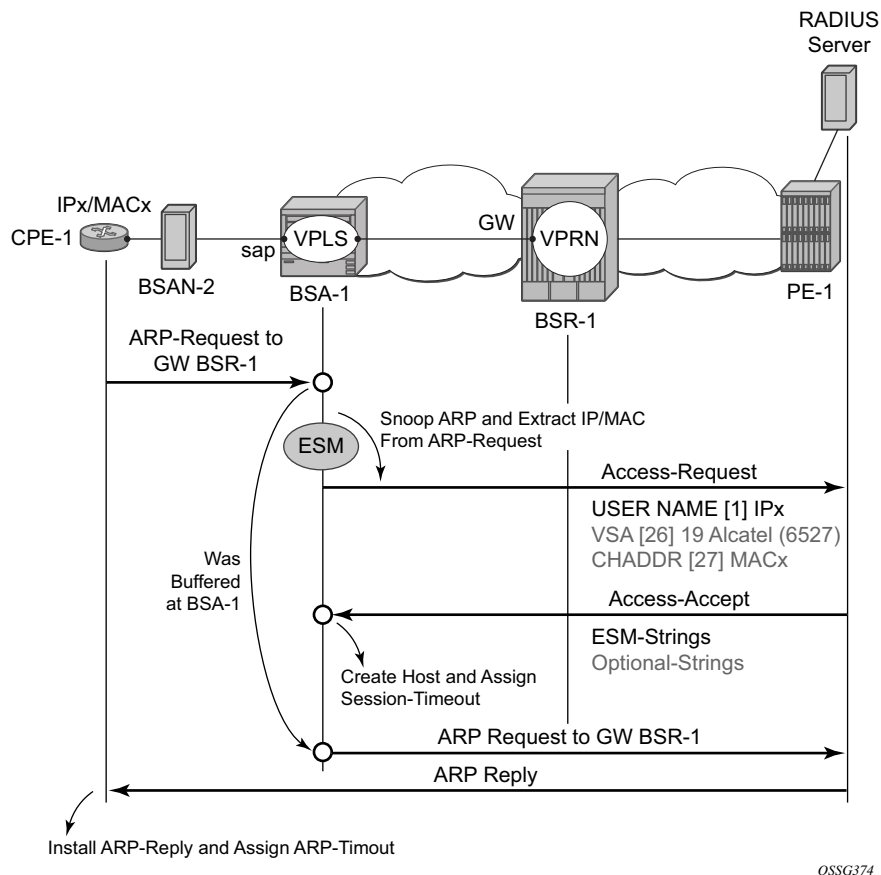 RADIUS
Server
IPx/MACx
CPE-1
BSAN-2
sap
VPLS
BSA-1
GW
VPRN
BSR-1
PE-1
ARP-Request to
GW BSR-1
ESM
Snoop ARP and Extract IP/MAC
From ARP-Request
Access-Request
USER NAME [1] IPx
VSA [26] 19 Alcatel (6527)
CHADDR [27] MACx
Was
Buffered
at BSA-1
Access-Accept
ESM-Strings
Optional-Strings
Create Host and Assign
Session-Timeout
ARP Request to GW BSR-1
ARP Reply
Install ARP-Reply and Assign ARP-Timout
OSSG374